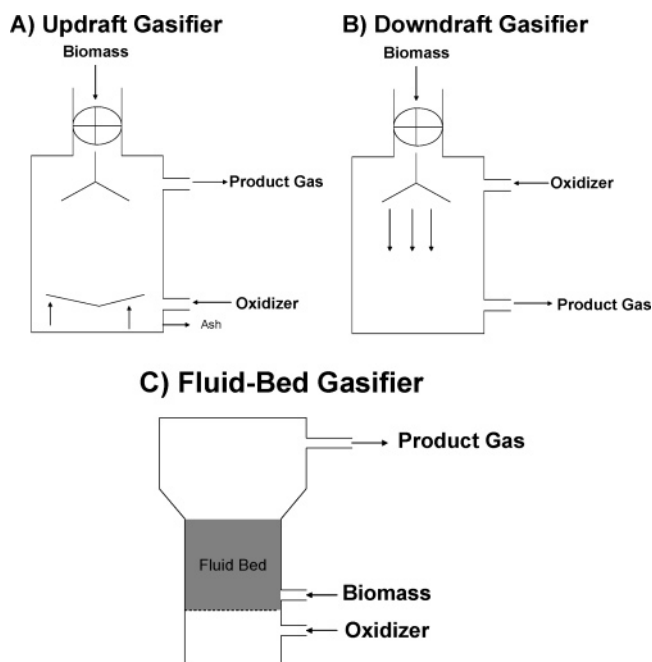 A) Updraft Gasifier
Biomass
Product Gas
Oxidizer
Ash
B) Downdraft Gasifier
Biomass
Oxidizer
Product Gas
C) Fluid-Bed Gasifier
Product Gas
Fluid Bed
Biomass
Oxidizer